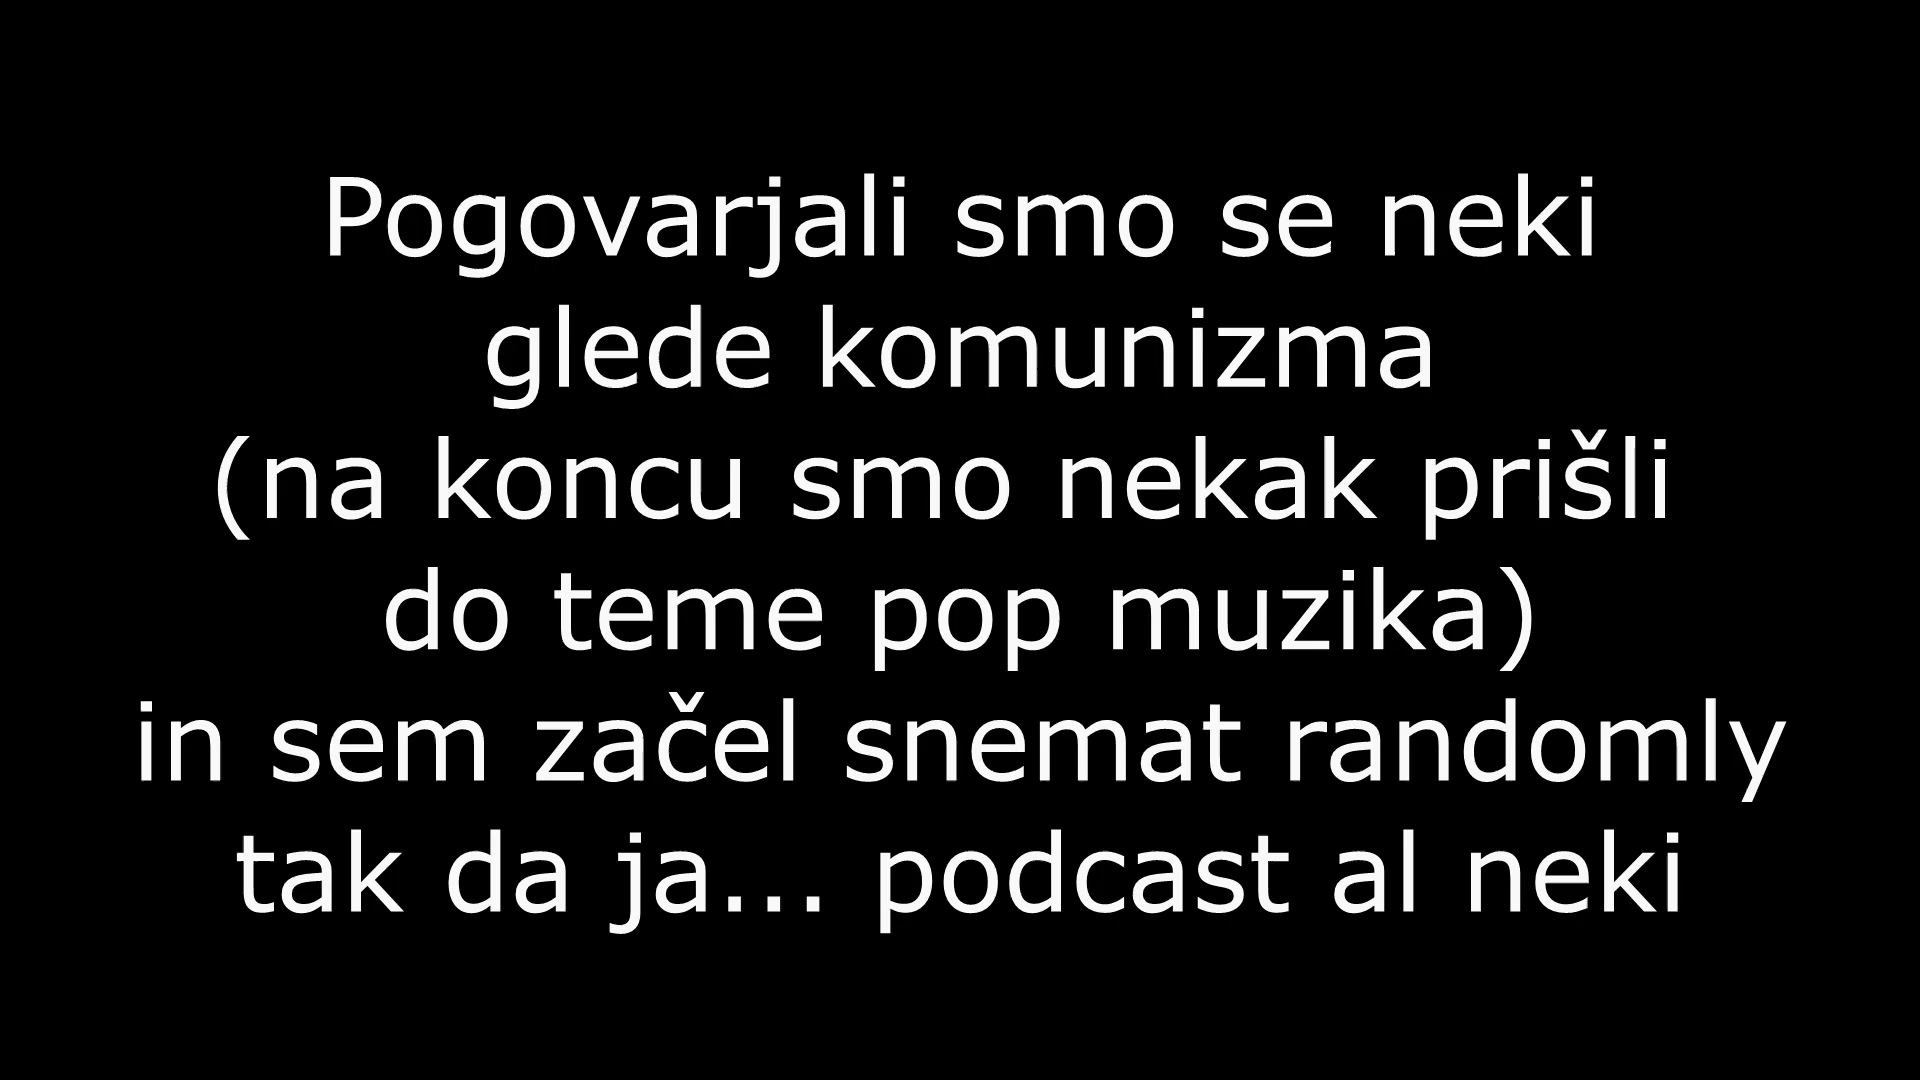 Pogovarjali smo se neki
glede komunizma
(na koncu smo nekak prišli
do teme pop muzika)
in sem začel snemat randomly
tak da ja... podcast al neki